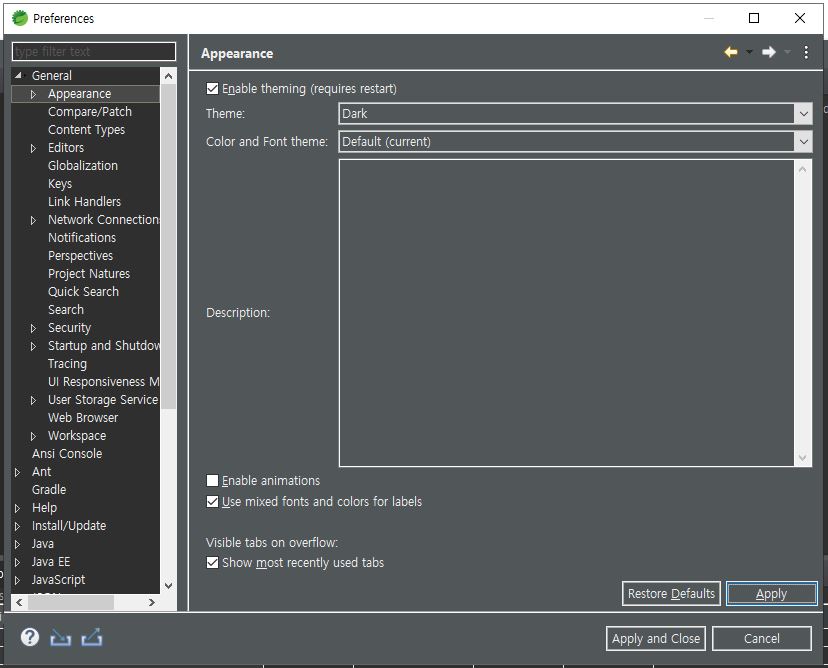 Preferences
type filter text
General
Appearance
Compare/Patch
Content Types
Editors
Globalization
Keys
Link Handlers
Network Connection
Notifications
Perspectives
Project Natures
Quick Search
Search
Security
Startup and Shutdow
Tracing
UI Responsiveness M
User Storage Service
Web Browser
Workspace
Ansi Console
Ant
Gradle
Help
Install/Update
Java
Java EE
JavaScript
Appearance
Enable theming (requires restart)
Theme: Dark
Color and Font theme: Default (current)
Description:
Enable animations
Use mixed fonts and colors for labels
Visible tabs on overflow:
Show most recently used tabs
Restore Defaults Apply
Apply and Close Cancel